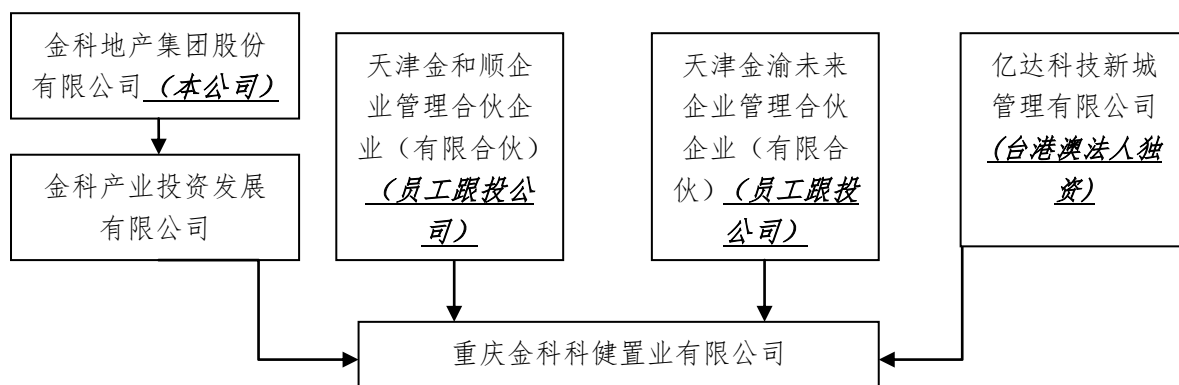 金科地产集团股份
有限公司（本公司）
金科产业投资发展
有限公司
天津金和顺企
业管理合伙企
业（有限合伙）
（员工跟投公
司）
天津金渝未来
企业管理合伙
企业（有限合
伙）（员工跟投
公司）
亿达科技新城
管理有限公司
(台港澳法人独
资)
重庆金科科健置业有限公司